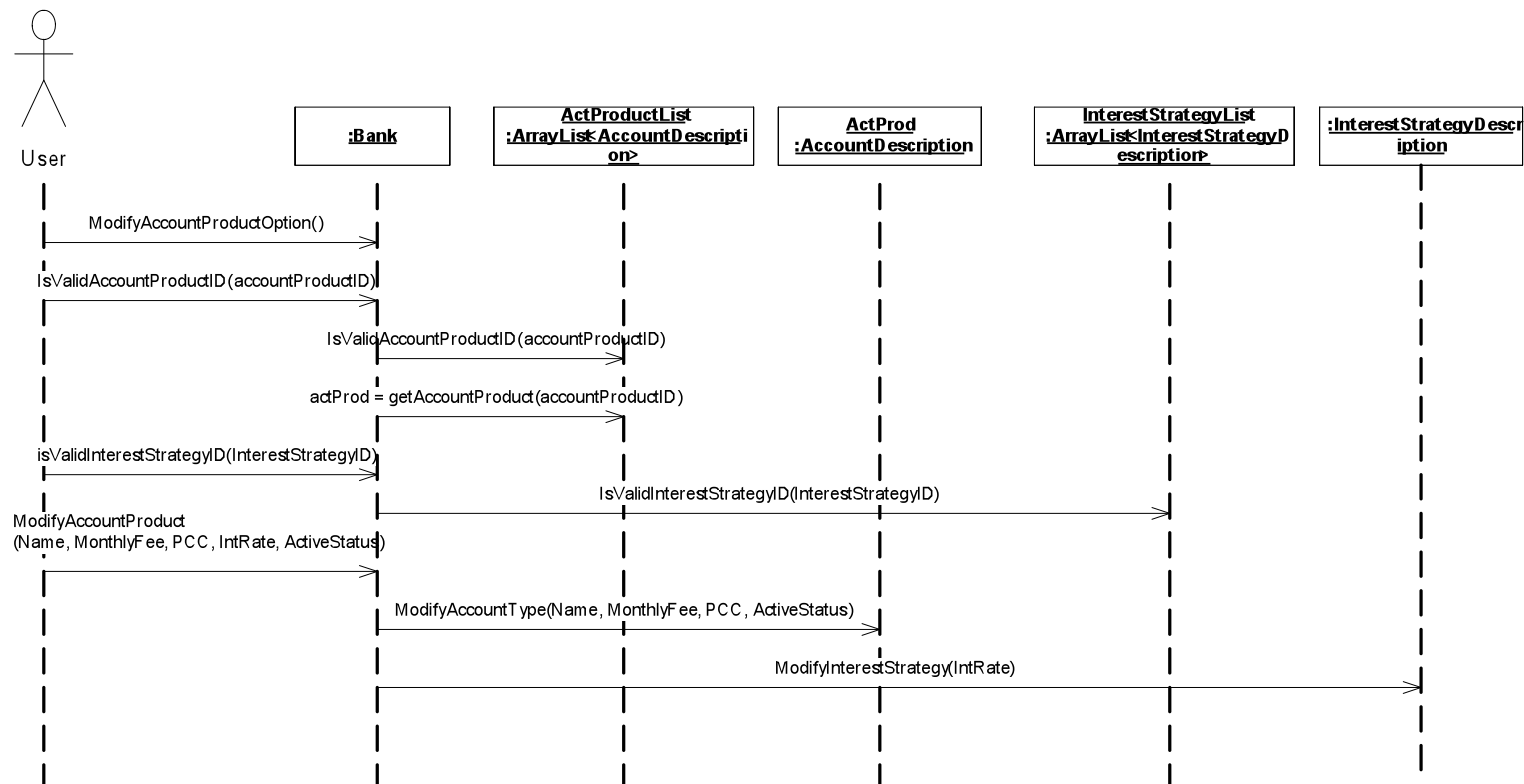 User
:Bank
ActProductList
:ArrayList<AccountDescripti
on>
ActProd
:AccountDescription
InterestStrategyList
:ArrayList<InterestStrategyD
escription>
:InterestStrategyDescr
iption
ModifyAccountProductOption()
IsValidAccountProductID(accountProductID)
IsValidAccountProductID(accountProductID)
actProd = getAccountProduct(accountProductID)
isValidInterestStrategyID(InterestStrategyID)
IsValidInterestStrategyID(InterestStrategyID)
ModifyAccountProduct
(Name, MonthlyFee, PCC, IntRate, ActiveStatus)
ModifyAccountType(Name, MonthlyFee, PCC, ActiveStatus)
ModifyInterestStrategy(IntRate)